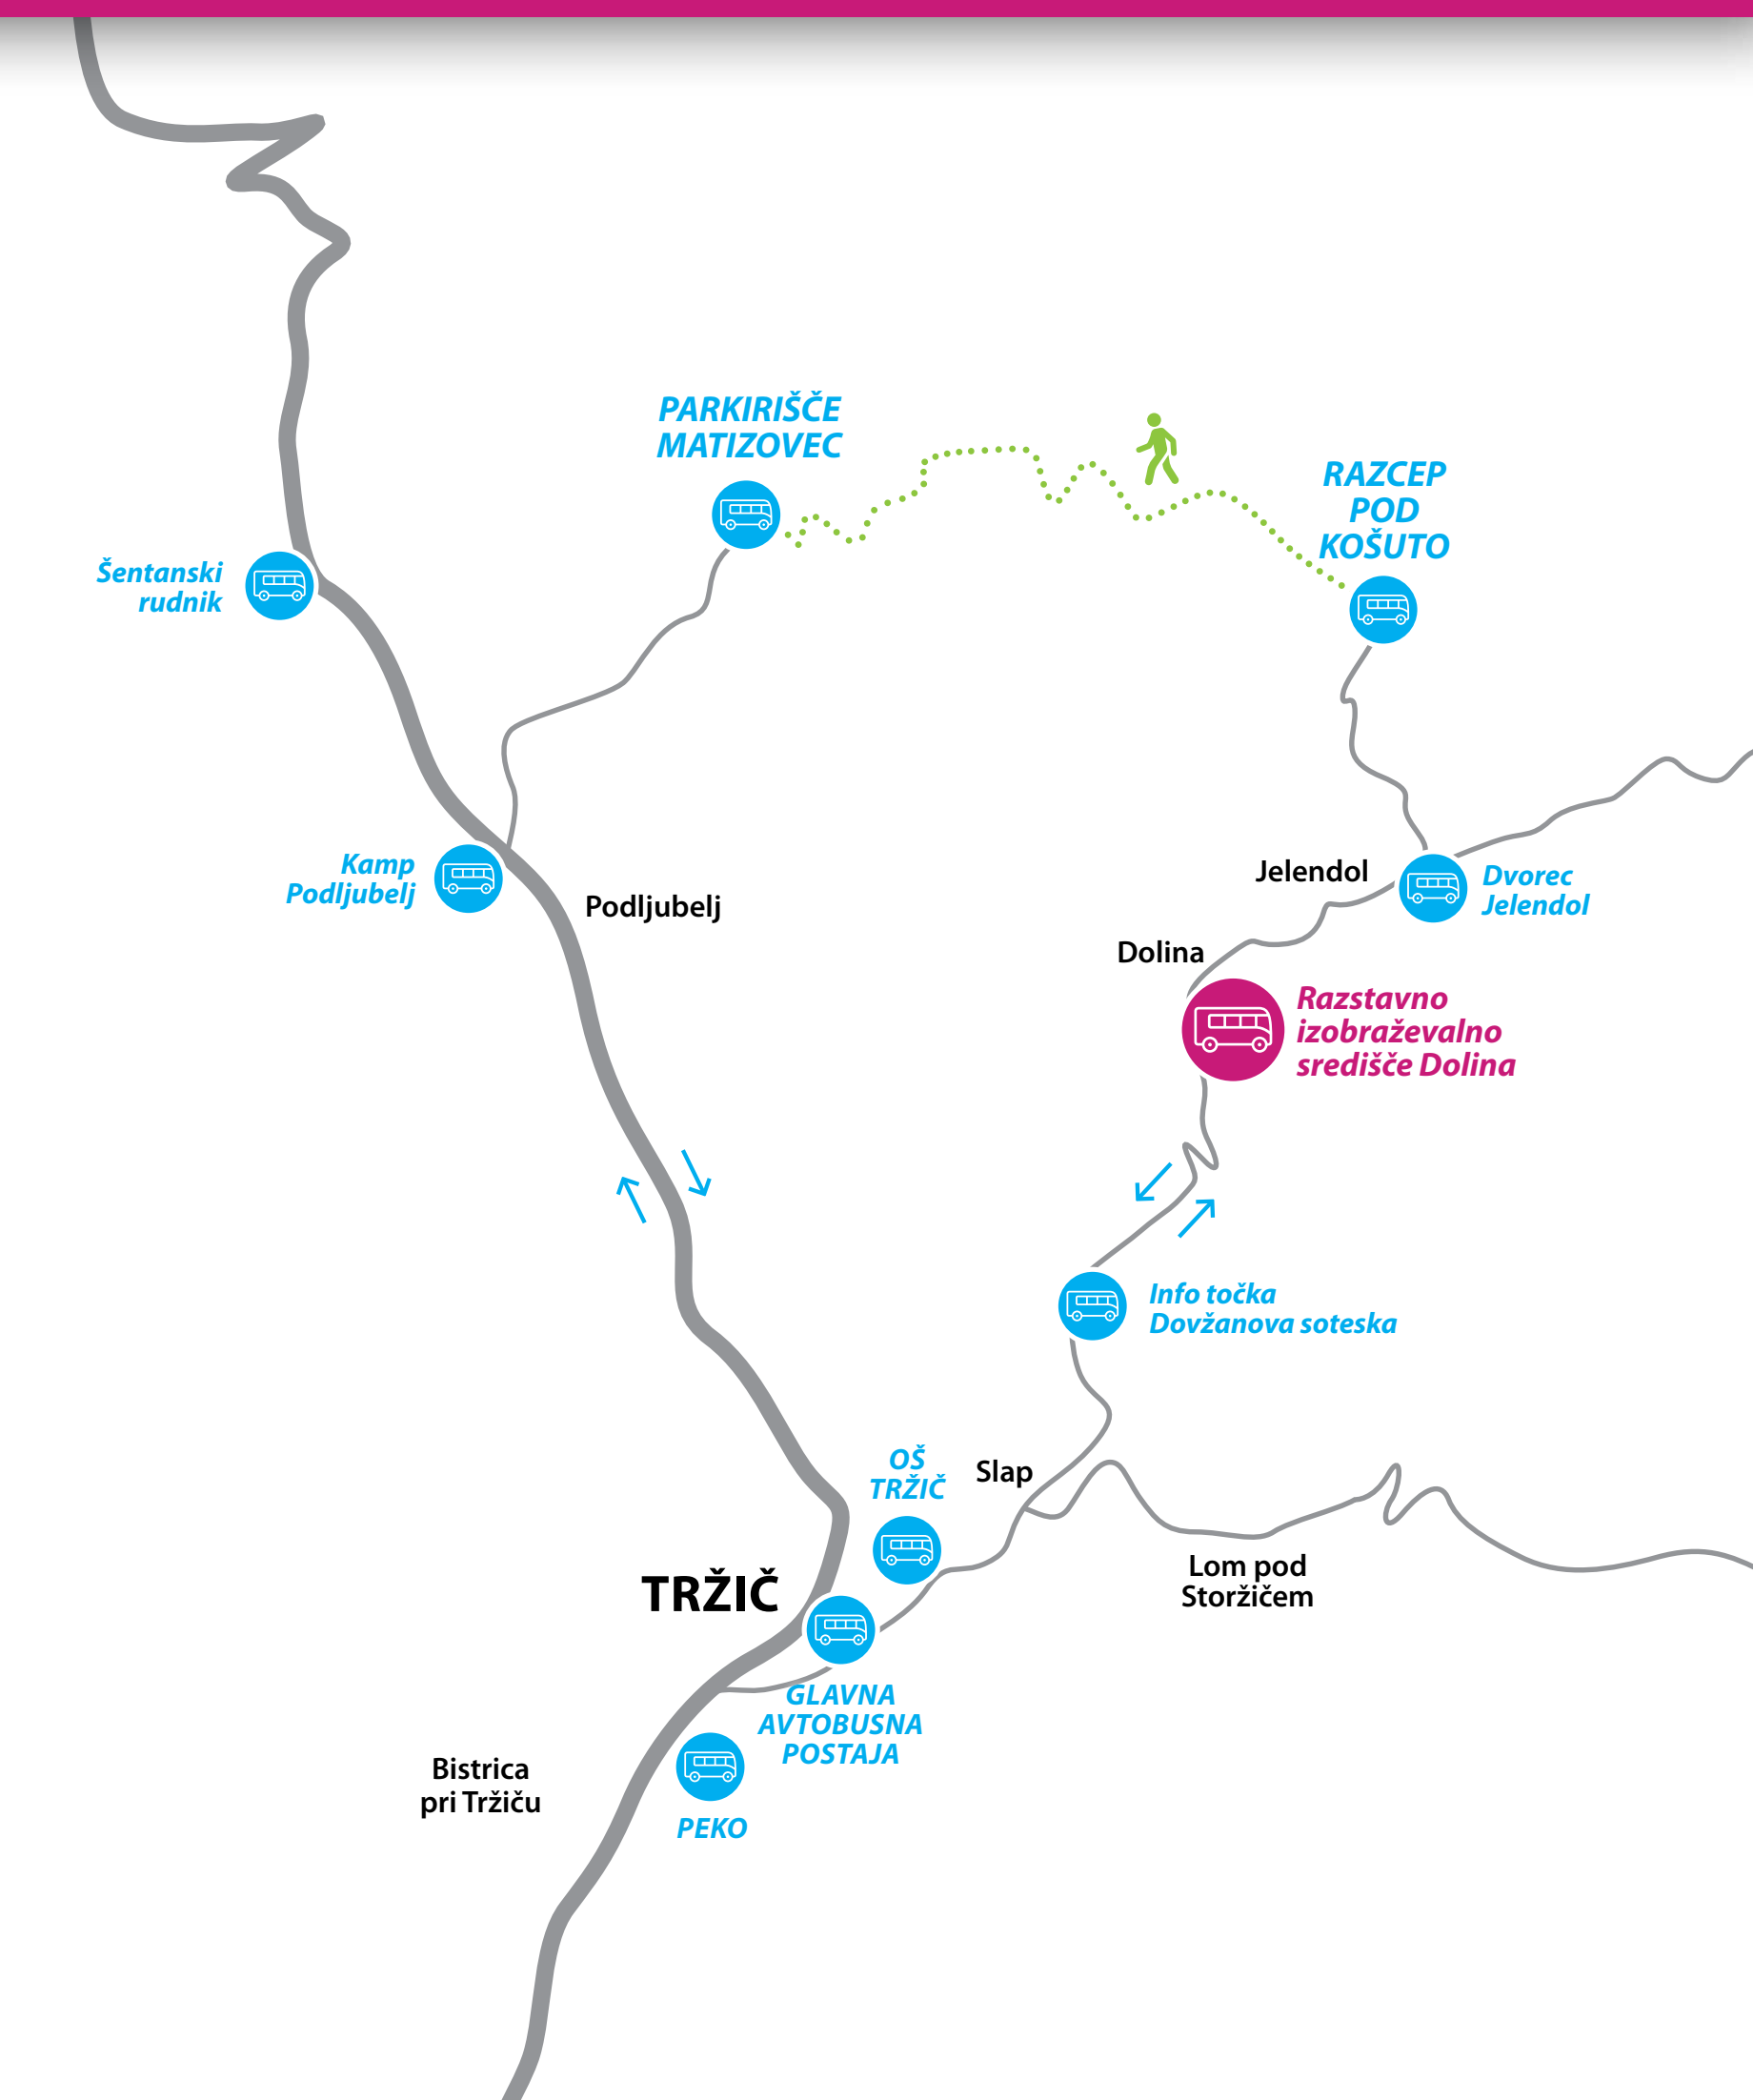 PARKIRIŠČE
MATIZOVEC
RAZCEP
POD
KOŠUTO
Šentanski
rudnik
Kamp
Podljubelj
Podljubelj
Jelendol
Dvorec
Jelendol
Dolina
Razstavno
izobraževalno
središče Dolina
Info točka
Dovžanova soteska
OŠ
TRŽIČ
Slap
Lom pod
Storžičem
TRŽIČ
GLAVNA
AVTOBUSNA
POSTAJA
Bistrica
pri Tržiču
PEKO